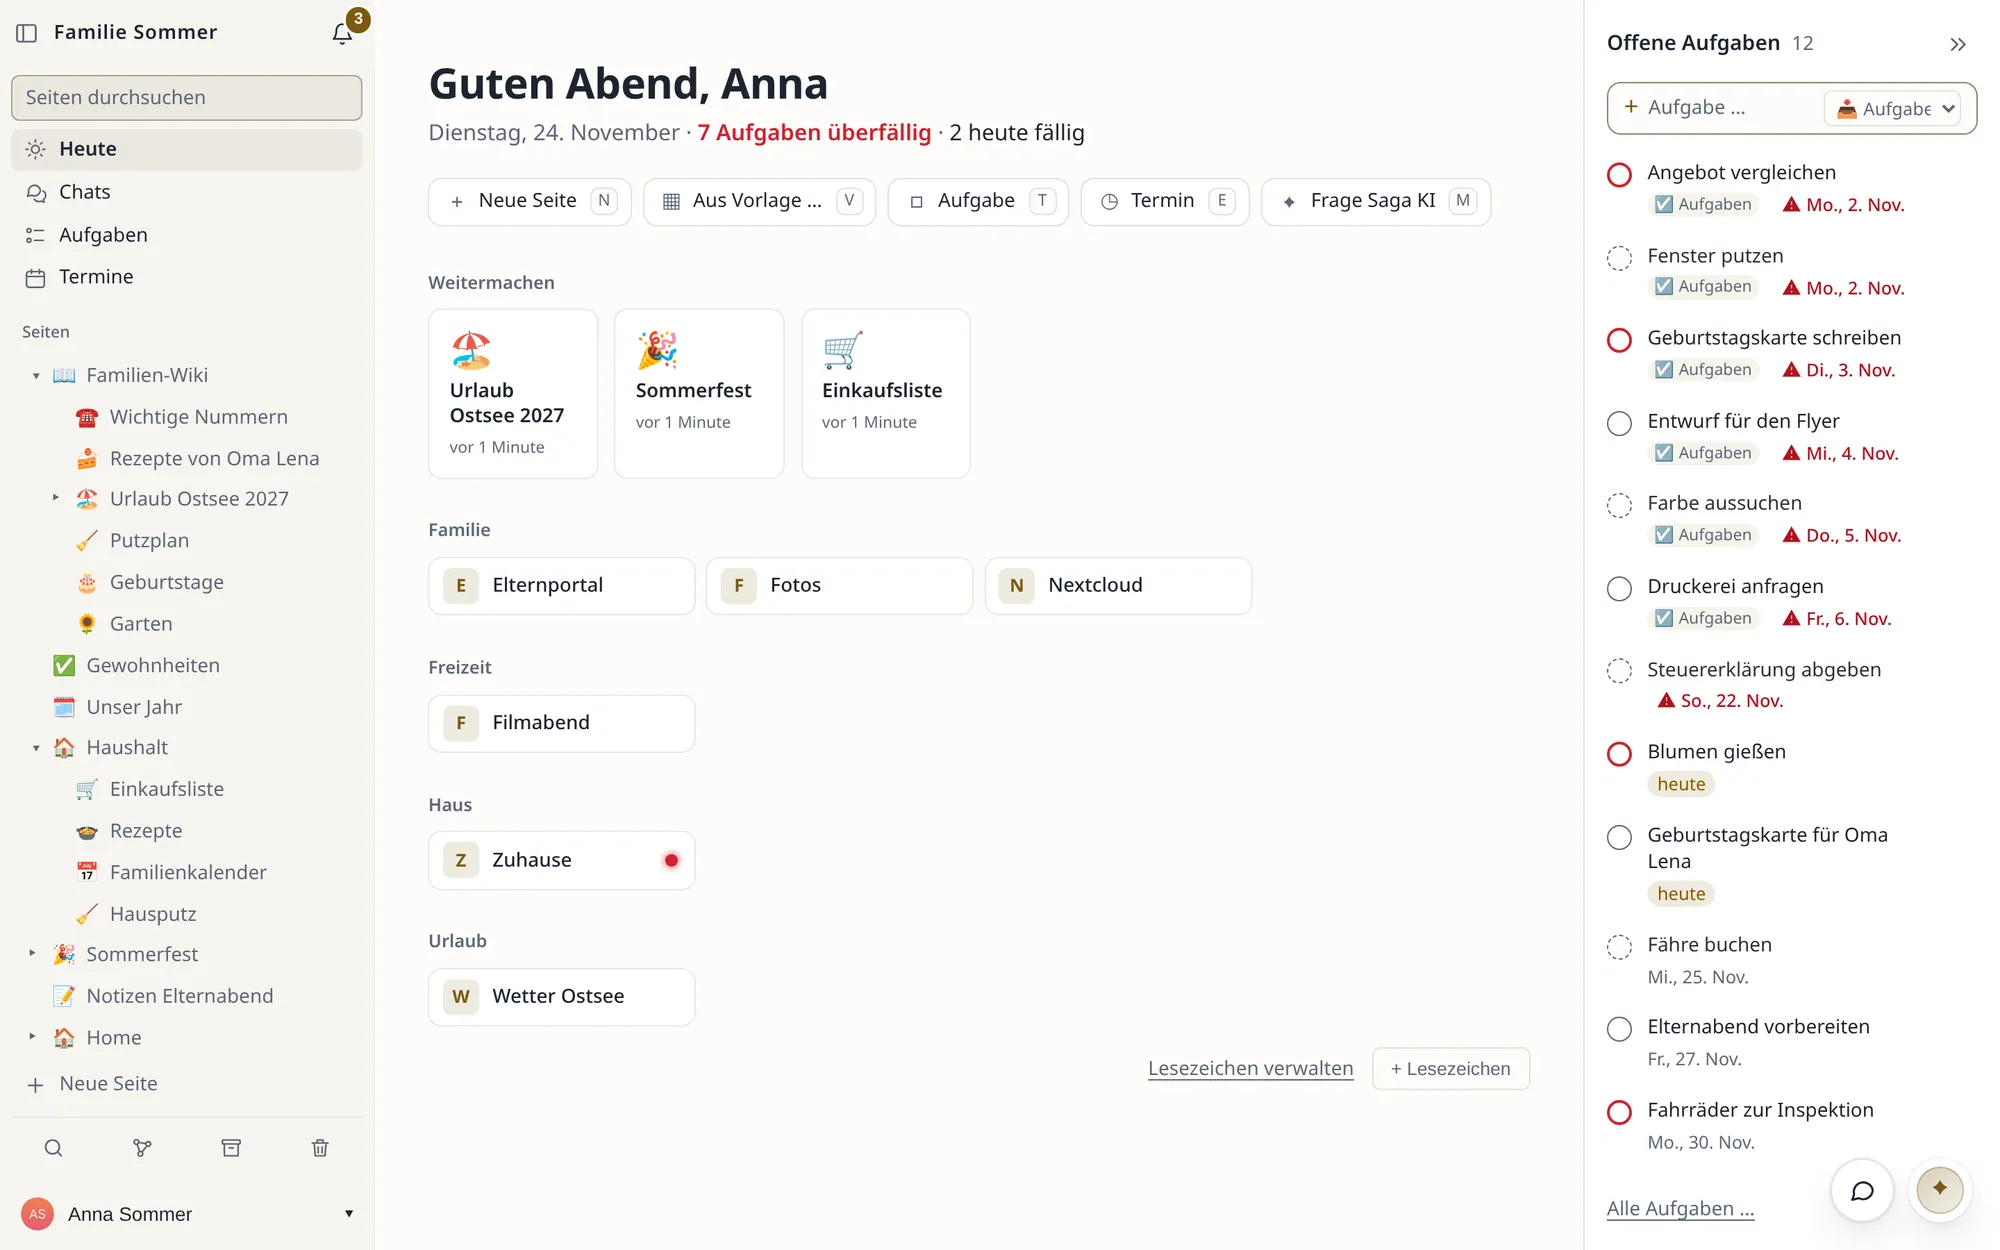 Familie Sommer
3
Seiten durchsuchen
Heute
Chats
Aufgaben
Termine
Seiten
Familien-Wiki
Wichtige Nummern
Rezepte von Oma Lena
Urlaub Ostsee 2027
Putzplan
Geburtstage
Garten
Gewohnheiten
Unser Jahr
Haushalt
Einkaufsliste
Rezepte
Familienkalender
Hausputz
Sommerfest
Notizen Elternabend
Home
Neue Seite
AS Anna Sommer
Guten Abend, Anna
Dienstag, 24. November · 7 Aufgaben überfällig · 2 heute fällig
+ Neue Seite N
Aus Vorlage ... V
Aufgabe T
Termin E
Frage Saga KI M
Weitermachen
Urlaub
Ostsee 2027
vor 1 Minute
Sommerfest
vor 1 Minute
Einkaufsliste
vor 1 Minute
Familie
E Elternportal
F Fotos
N Nextcloud
Freizeit
F Filmabend
Haus
Z Zuhause
Urlaub
W Wetter Ostsee
Lesezeichen verwalten
+ Lesezeichen
Offene Aufgaben 12
+ Aufgabe ...
Aufgabe
Angebot vergleichen
Aufgaben Mo., 2. Nov.
Fenster putzen
Aufgaben Mo., 2. Nov.
Geburtstagskarte schreiben
Aufgaben Di., 3. Nov.
Entwurf für den Flyer
Aufgaben Mi., 4. Nov.
Farbe aussuchen
Aufgaben Do., 5. Nov.
Druckerei anfragen
Aufgaben Fr., 6. Nov.
Steuererklärung abgeben
So., 22. Nov.
Blumen gießen
heute
Geburtstagskarte für Oma
Lena
heute
Fähre buchen
Mi., 25. Nov.
Elternabend vorbereiten
Fr., 27. Nov.
Fahrräder zur Inspektion
Mo., 30. Nov.
Alle Aufgaben ...